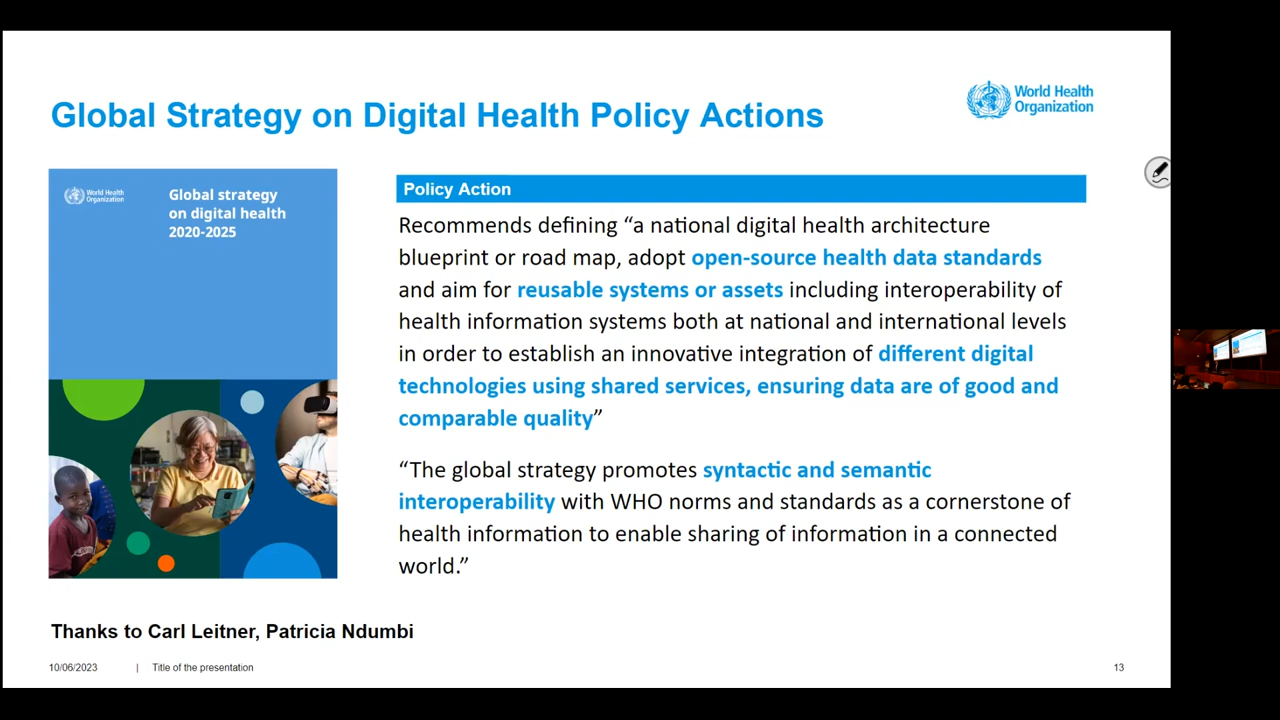 Global Strategy on Digital Health Policy Actions
World Health
Organization
World Health
Organization
Global strategy
on digital health
2020-2025
Policy Action
Recommends defining “a national digital health architecture
blueprint or road map, adopt open-source health data standards
and aim for reusable systems or assets including interoperability of
health information systems both at national and international levels
in order to establish an innovative integration of different digital
technologies using shared services, ensuring data are of good and
comparable quality”
“The global strategy promotes syntactic and semantic
interoperability with WHO norms and standards as a cornerstone of
health information to enable sharing of information in a connected
world.”
Thanks to Carl Leitner, Patricia Ndumbi
10/06/2023 | Title of the presentation 13